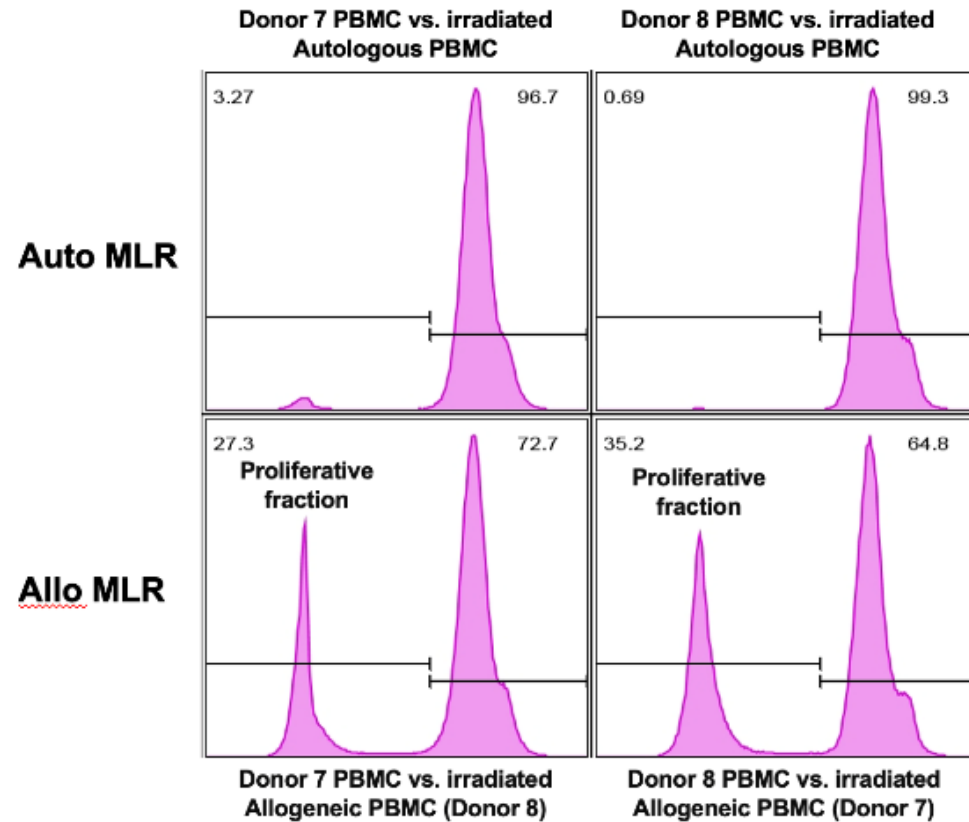 Donor 7 PBMC vs. irradiated
Autologous PBMC
Donor 8 PBMC vs. irradiated
Autologous PBMC
3.27
96.7
0.69
99.3
Auto MLR
27.3
72.7
35.2
64.8
Proliferative
fraction
Proliferative
fraction
Allo MLR
Donor 7 PBMC vs. irradiated
Allogeneic PBMC (Donor 8)
Donor 8 PBMC vs. irradiated
Allogeneic PBMC (Donor 7)